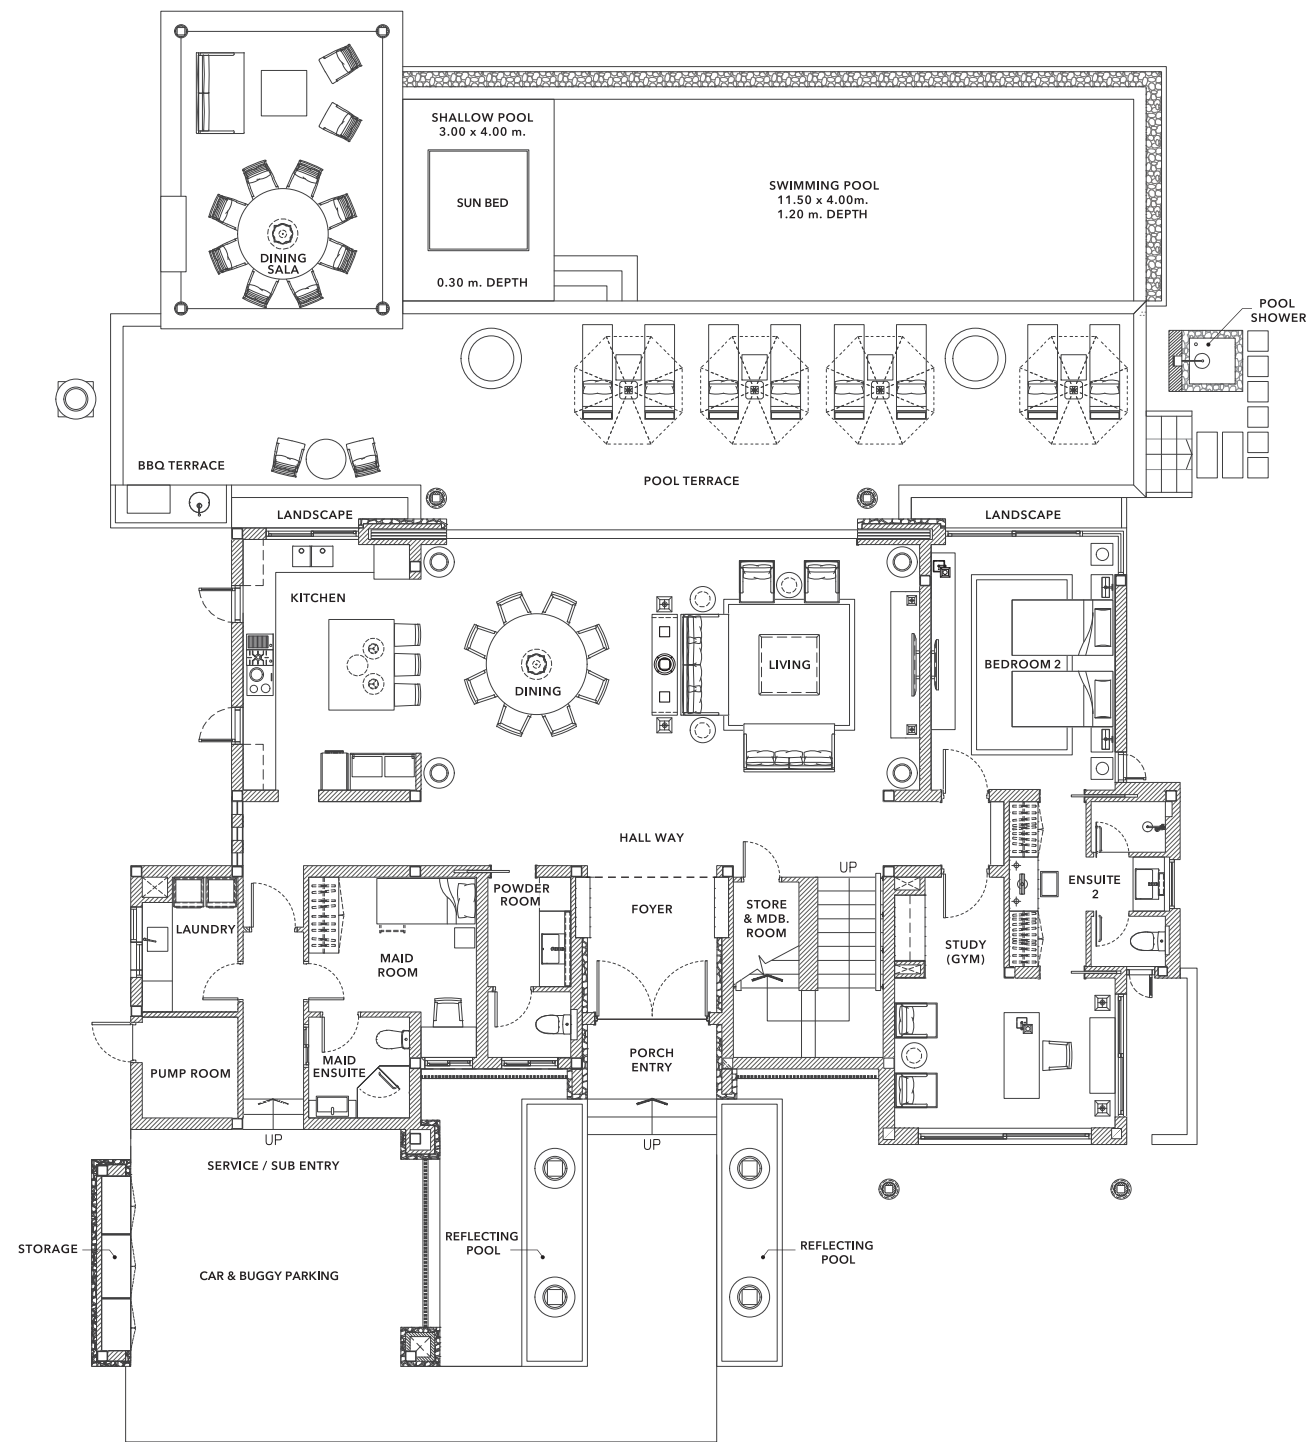 SHALLOW POOL
3.00 x 4.00 m.
SUN BED
0.30 m. DEPTH
SWIMMING POOL
11.50 x 4.00m.
1.20 m. DEPTH
DINING
SALA
POOL
SHOWER
BBQ TERRACE
POOL TERRACE
LANDSCAPE
LANDSCAPE
KITCHEN
DINING
LIVING
BEDROOM 2
HALL WAY
UP
POWDER
ROOM
FOYER
STORE
& MDB.
ROOM
ENSUITE
2
LAUNDRY
MAID
ROOM
STUDY
(GYM)
PUMP ROOM
MAID
ENSUITE
PORCH
ENTRY
UP
UP
SERVICE / SUB ENTRY
STORAGE
CAR & BUGGY PARKING
REFLECTING
POOL
REFLECTING
POOL